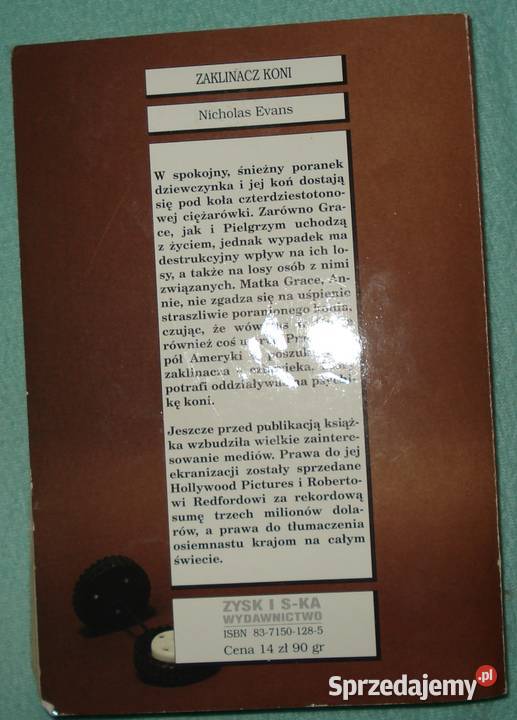 ZAKLINACZ KONI
Nicholas Evans
W spokojny, śnieżny poranek
dziewczynka i jej koń dostają
się pod koła czterdziestotono-
wej ciężarówki. Zarówno Gra-
ce, jak i Pielgrzym uchodzą
z życiem, jednak wypadek ma
destrukcyjny wpływ na ich lo-
sy, a także na losy osób z nimi
związanych. Matka Grace, An-
nie, nie zgadza się na uśpienie
straszliwie poranionego konia,
czując, że
również coś
pół Ameryki
zaklinacza
potrafi oddziaływać na psychi-
kę koni.
Jeszcze przed publikacją książ-
ka wzbudziła wielkie zaintere-
sowanie mediów. Prawa do jej
ekranizacji zostały sprzedane
Hollywood Pictures i Roberto-
wi Redfordowi za rekordową
sumę trzech milionów dola-
rów, a prawa do tłumaczenia
osiemnastu krajom na całym
świecie.
ZYSK I S-KA
WYDAWNICTWO
ISBN 83-7150-128-5
Cena 14 zł 90 gr
Sprzedajemy.pl